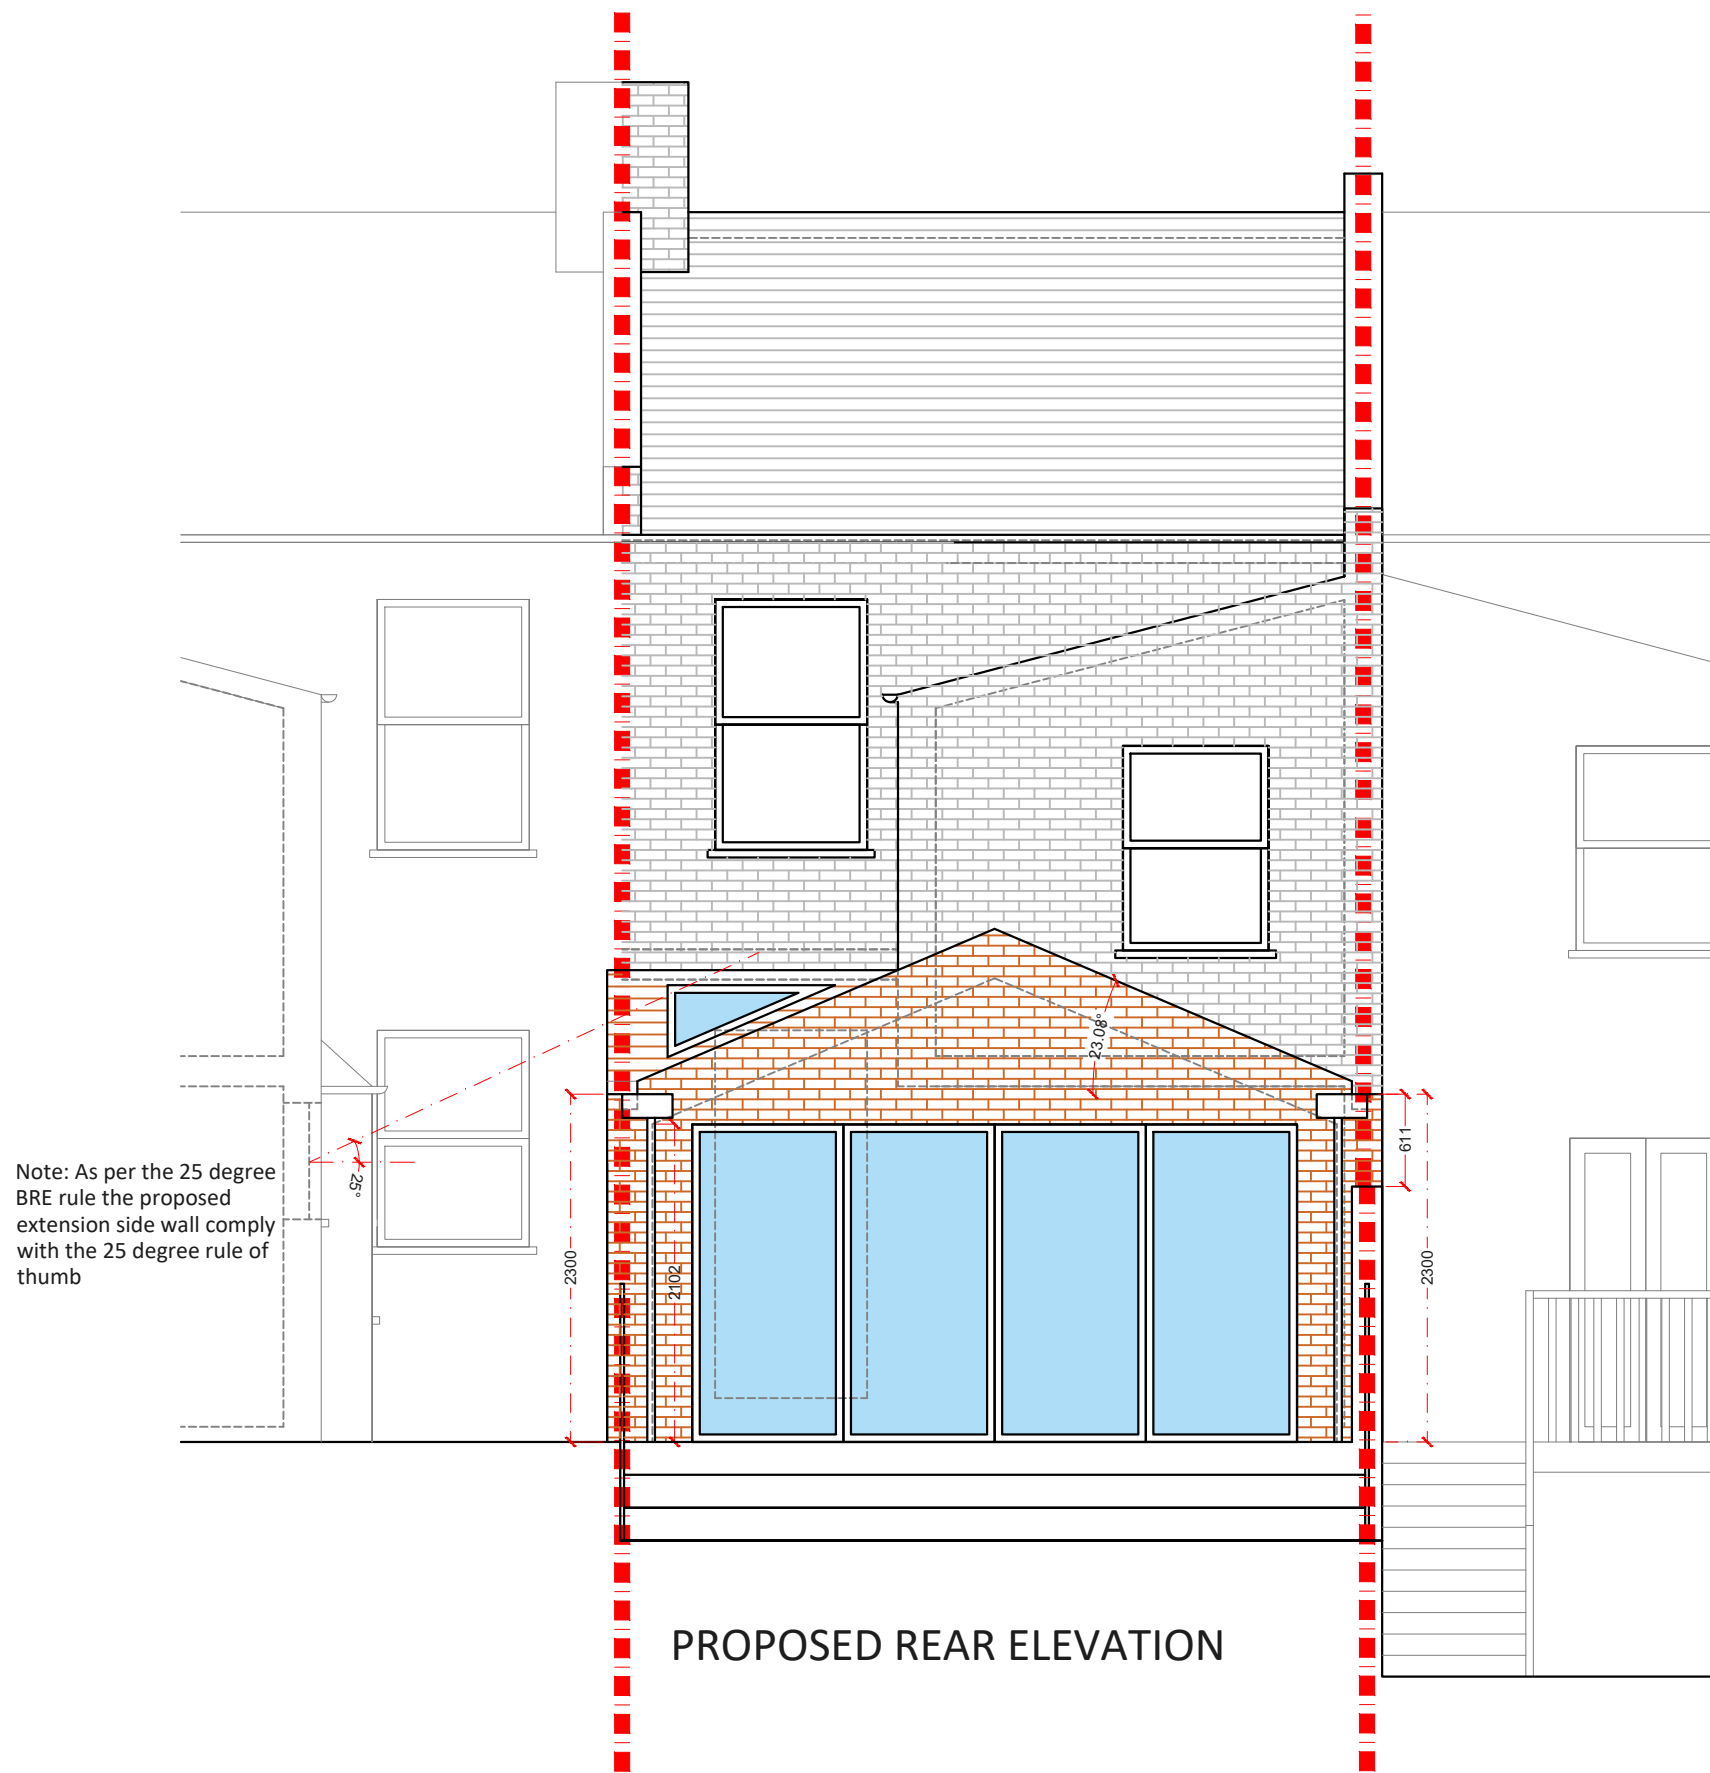 23.08°
611
Note: As per the 25 degree
BRE rule the proposed
extension side wall comply
with the 25 degree rule of
thumb
25°
2300
2102
2300
PROPOSED REAR ELEVATION